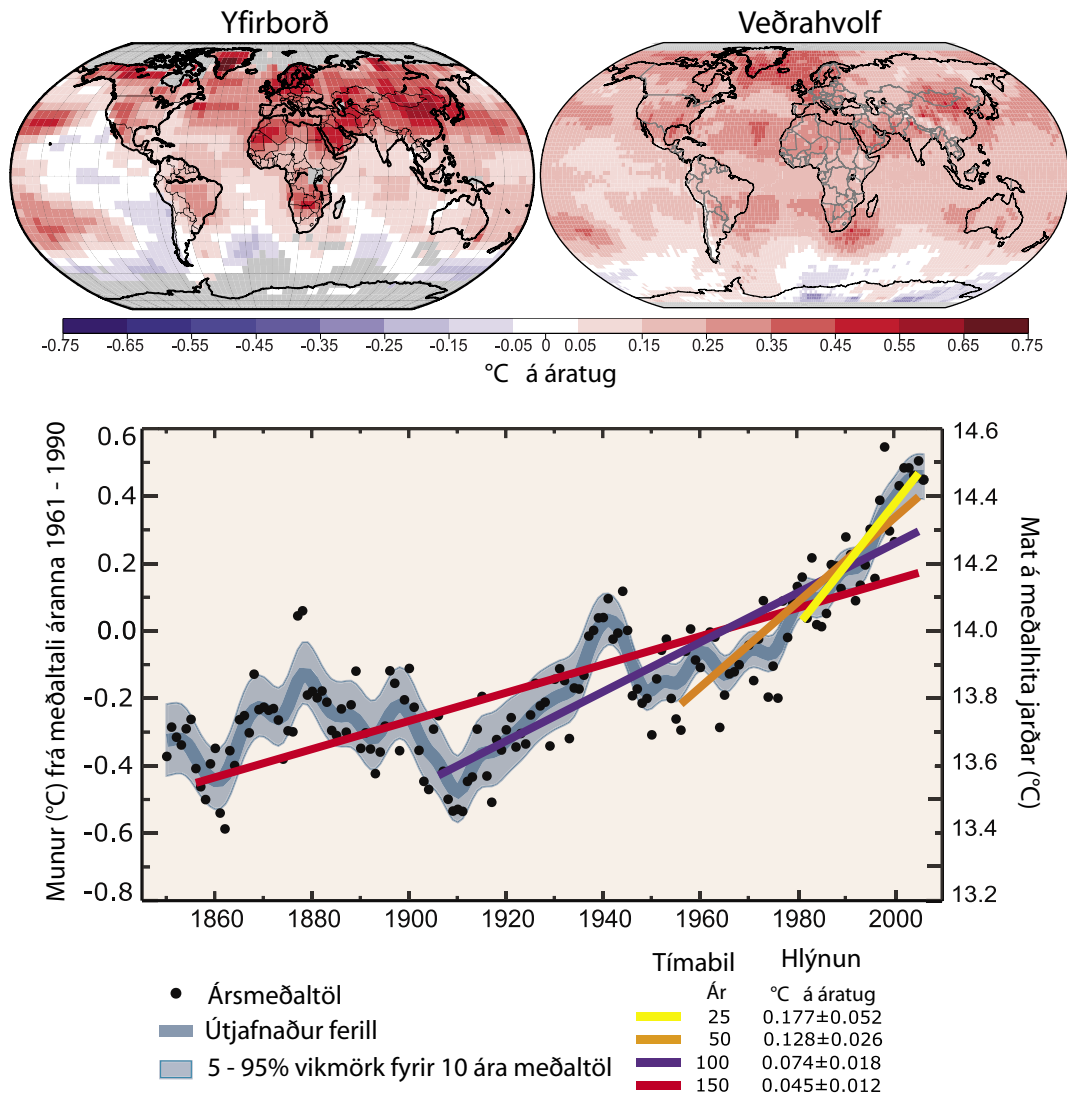 Yfirborð
Veðrahvolf
-0.75 -0.65 -0.55 -0.45 -0.35 -0.25 -0.15 -0.05 0 0.05 0.15 0.25 0.35 0.45 0.55 0.65 0.75
°C á áratug
Munur (°C) frá meðaltali áranna 1961 - 1990
0.6
0.4
0.2
0.0
-0.2
-0.4
-0.6
-0.8
14.6
14.4
14.2
14.0
13.8
13.6
13.4
13.2
Mat á meðalhita jarðar (°C)
1860 1880 1900 1920 1940 1960 1980 2000
Ársmeðaltöl
Útjafnaður ferill
5 - 95% vikmörk fyrir 10 ára meðaltöl
Tímabil Hlýnun
Ár °C á áratug
25 0.177±0.052
50 0.128±0.026
100 0.074±0.018
150 0.045±0.012